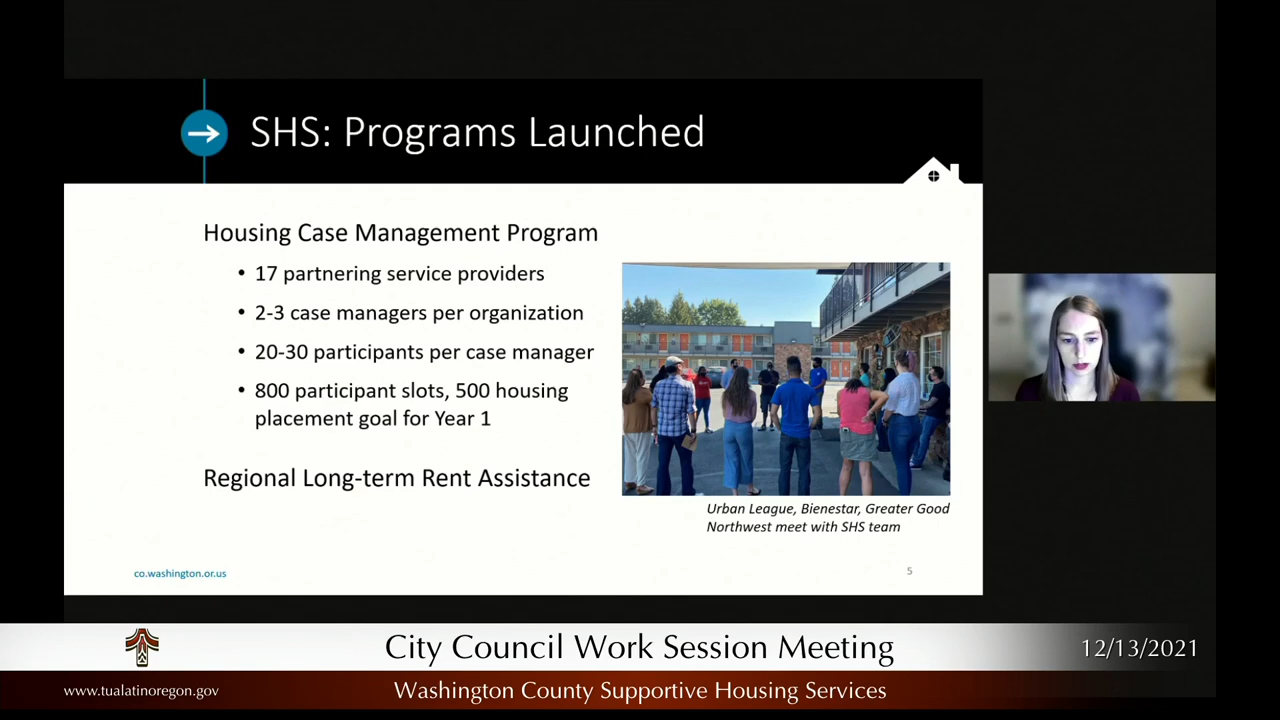 SHS: Programs Launched
Housing Case Management Program
• 17 partnering service providers
• 2-3 case managers per organization
• 20-30 participants per case manager
• 800 participant slots, 500 housing
placement goal for Year 1
Regional Long-term Rent Assistance
Urban League, Bienestar, Greater Good
Northwest meet with SHS team
co.washington.or.us
5
City Council Work Session Meeting
12/13/2021
www.tualatinoregon.gov
Washington County Supportive Housing Services